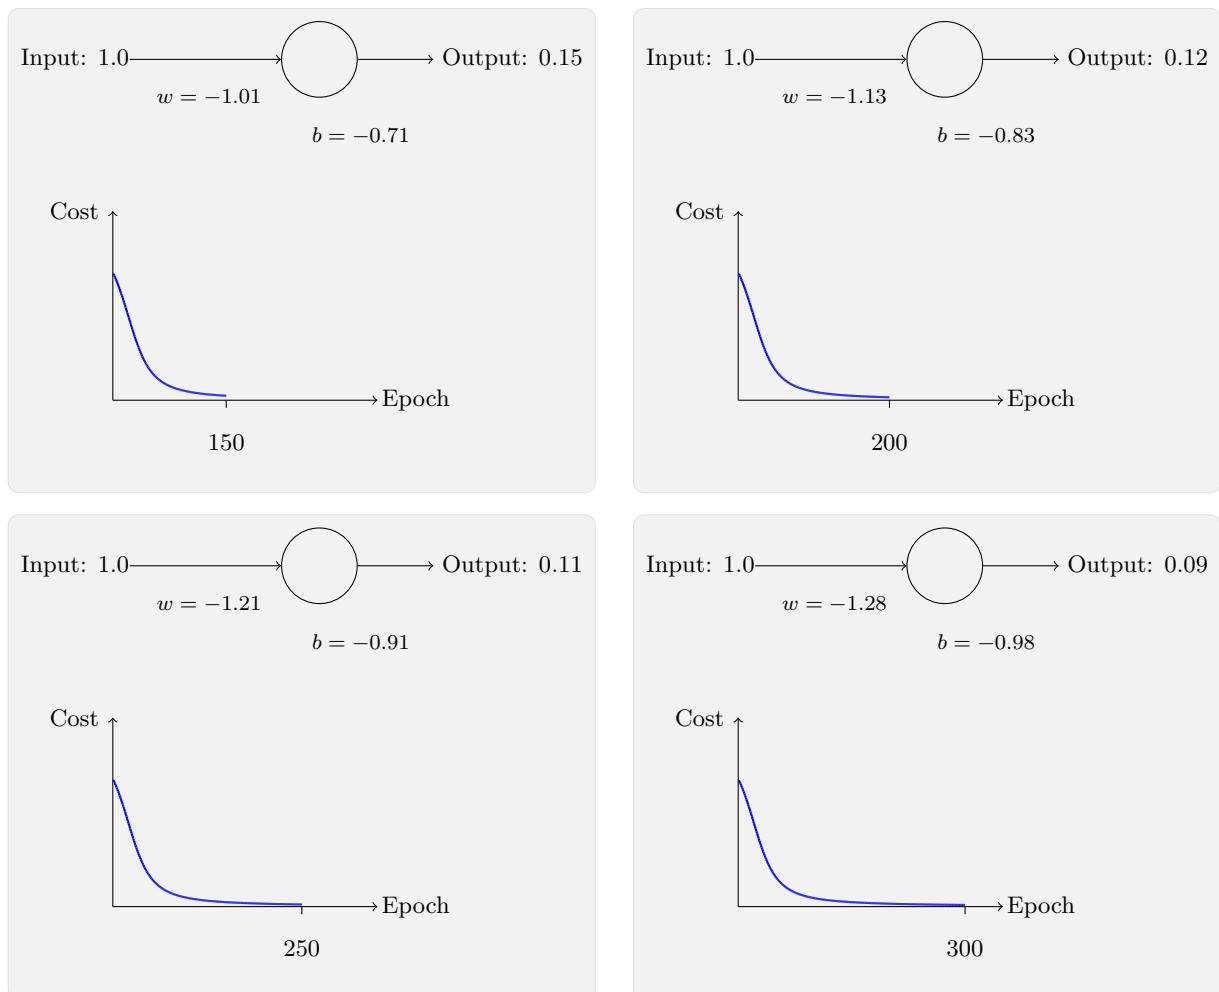 Input: 1.0 Output: 0.15
w = −1.01
b = −0.71
Cost
Epoch
150
Input: 1.0 Output: 0.12
w = −1.13
b = −0.83
Cost
Epoch
200
Input: 1.0 Output: 0.11
w = −1.21
b = −0.91
Cost
Epoch
250
Input: 1.0 Output: 0.09
w = −1.28
b = −0.98
Cost
Epoch
300